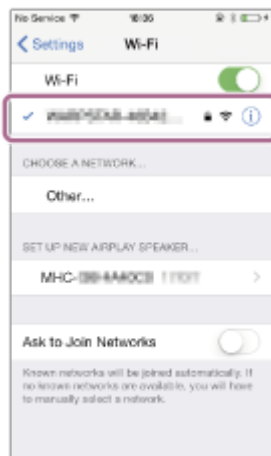 No Service 16:36
Settings Wi-Fi
Wi-Fi
CHOOSE A NETWORK...
Other...
SET UP NEW AIRPLAY SPEAKER...
MHC-
Ask to Join Networks
Known networks will be joined automatically. If
no known networks are available, you will have
to manually select a network.